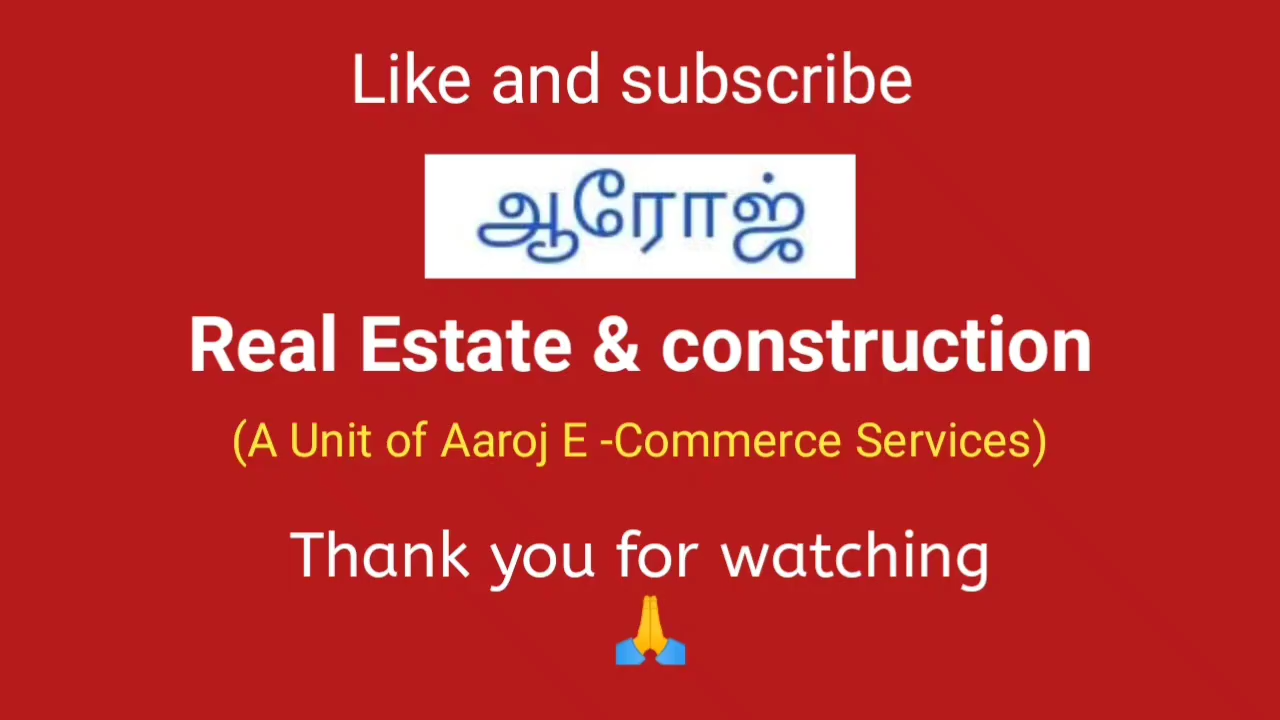 Like and subscribe
ஆரோஜ்
Real Estate & construction
(A Unit of Aaroj E -Commerce Services)
Thank you for watching
🙏